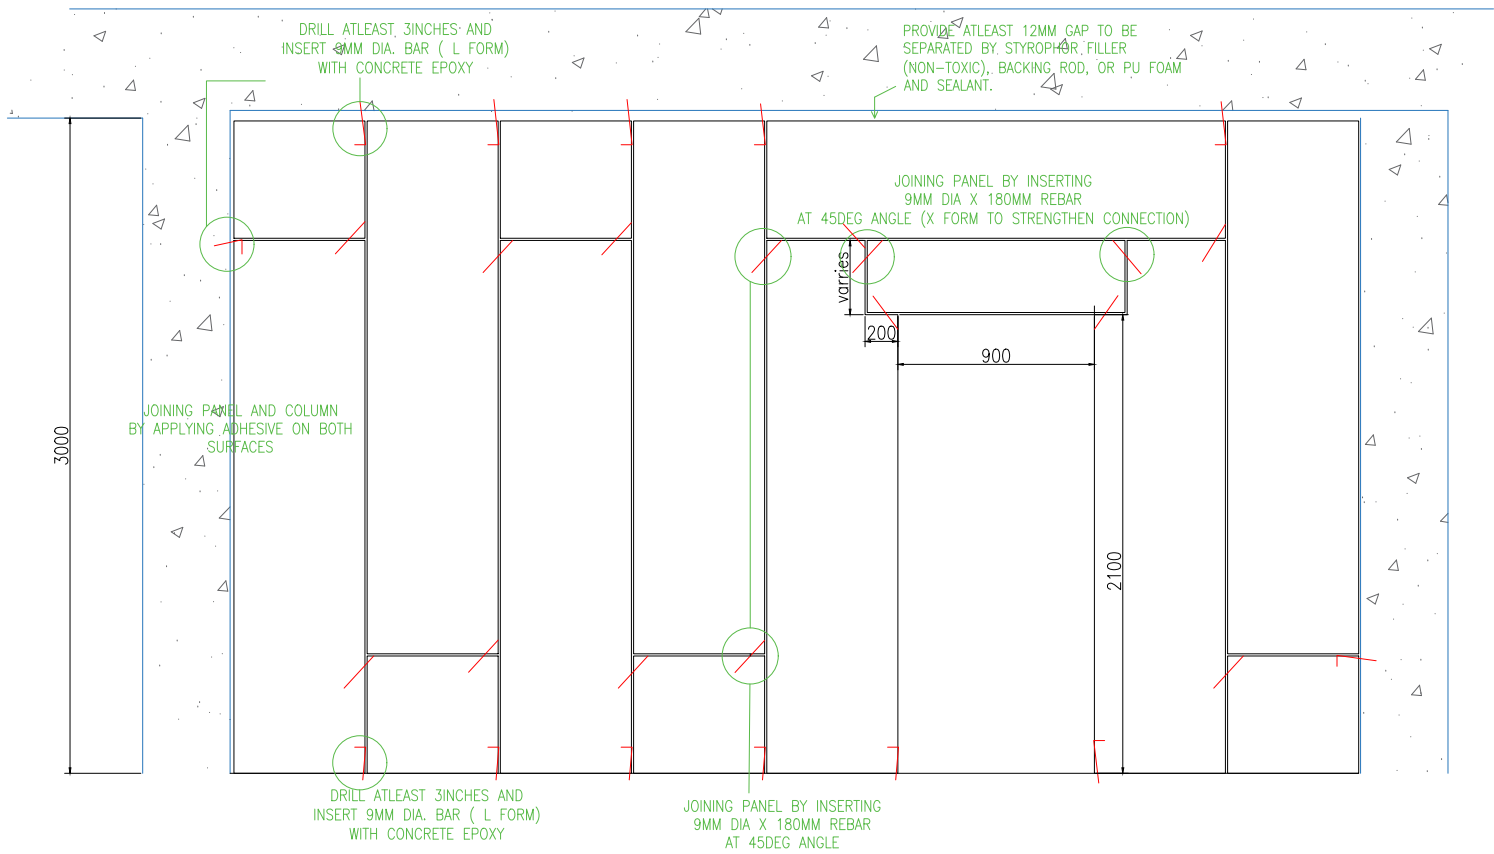 DRILL ATLEAST 3INCHES AND
INSERT 9MM DIA. BAR ( L FORM)
WITH CONCRETE EPOXY
PROVIDE ATLEAST 12MM GAP TO BE
SEPARATED BY STYROPHOR FILLER
(NON-TOXIC), BACKING ROD, OR PU FOAM
AND SEALANT.
JOINING PANEL BY INSERTING
9MM DIA X 180MM REBAR
AT 45DEG ANGLE (X FORM TO STRENGTHEN CONNECTION)
varries
200
900
JOINING PANEL AND COLUMN
BY APPLYING ADHESIVE ON BOTH
SURFACES
3000
2100
DRILL ATLEAST 3INCHES AND
INSERT 9MM DIA. BAR ( L FORM)
WITH CONCRETE EPOXY
JOINING PANEL BY INSERTING
9MM DIA X 180MM REBAR
AT 45DEG ANGLE